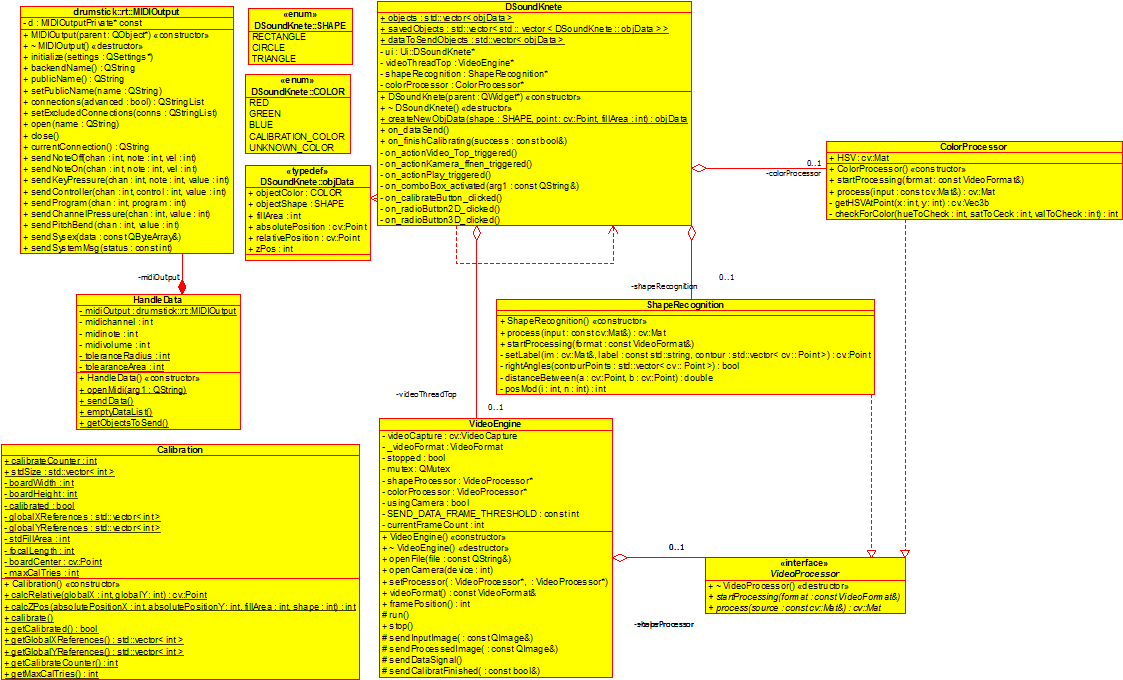 drumstick::rt::MIDIOutput
- d : MIDIOutputPrivate* const
+ MIDIOutput(parent : QObject*) «constructor»
+ ~ MIDIOutput() «destructor»
+ initialize(settings : QSettings*)
+ backendName() : QString
+ publicName() : QString
+ setPublicName(name : QString)
+ connections(advanced : bool) : QStringList
+ setExcludedConnections(conns : QStringList)
+ open(name : QString)
+ close()
+ currentConnection() : QString
+ sendNoteOff(chan : int, note : int, vel : int)
+ sendNoteOn(chan : int, note : int, vel : int)
+ sendKeyPressure(chan : int, note : int, value : int)
+ sendController(chan : int, control : int, value : int)
+ sendProgram(chan : int, program : int)
+ sendChannelPressure(chan : int, value : int)
+ sendPitchBend(chan : int, value : int)
+ sendSysex(data : const QByteArray&)
+ sendSystemMsg(status : const int)
«enum»
DSoundKnete::SHAPE
RECTANGLE
CIRCLE
TRIANGLE
«enum»
DSoundKnete::COLOR
RED
GREEN
BLUE
CALIBRATION_COLOR
UNKNOWN_COLOR
«typedef»
DSoundKnete::objData
+ objectColor : COLOR
+ objectShape : SHAPE
+ fillArea : int
+ absolutePosition : cv::Point
+ relativePosition : cv::Point
+ zPos : int
DSoundKnete
+ objects : std::vector< objData >
+ savedObjects : std::vector< std :: vector < DSoundKnete :: objData > >
+ dataToSendObjects : std::vector< objData >
- ui : Ui::DSoundKnete*
- videoThreadTop : VideoEngine*
- shapeRecognition : ShapeRecognition*
- colorProcessor : ColorProcessor*
+ DSoundKnete(parent : QWidget*) «constructor»
+ ~ DSoundKnete() «destructor»
+ createNewObjData(shape : SHAPE, point : cv::Point, fillArea : int) : objData
+ on_dataSend()
+ on_finishCalibrating(success : const bool&)
- on_actionVideo_Top_triggered()
- on_actionKamera_ffnen_triggered()
- on_actionPlay_triggered()
- on_comboBox_activated(arg1 : const QString&)
- on_calibrateButton_clicked()
- on_radioButton2D_clicked()
- on_radioButton3D_clicked()
0..1
-colorProcessor
ColorProcessor
+ HSV : cv::Mat
+ ColorProcessor() «constructor»
+ startProcessing(format : const VideoFormat&)
+ process(input : const cv::Mat&) : cv::Mat
- getHSVAtPoint(x : int, y : int) : cv::Vec3b
- checkForColor(hueToCheck : int, satToCeck : int, valToCheck : int) : int
-midiOutput
HandleData
- midiOutput : drumstick::rt::MIDIOutput
- midichannel : int
- midinote : int
- midivolume : int
- toleranceRadius : int
- tolearanceArea : int
+ HandleData() «constructor»
+ openMidi(arg1 : QString)
+ sendData()
+ emptyDataList()
+ getObjectsToSend()
0..1
-shapeRecognition
ShapeRecognition
+ ShapeRecognition() «constructor»
+ process(input : const cv::Mat&) : cv::Mat
+ startProcessing(format : const VideoFormat&)
- setLabel(im : cv::Mat&, label : const std::string, contour : std::vector< cv :: Point >) : cv::Point
- rightAngles(contourPoints : std::vector< cv :: Point >) : bool
- distanceBetween(a : cv::Point, b : cv::Point) : double
- posMod(i : int, n : int) : int
-videoThreadTop
0..1
Calibration
+ calibrateCounter : int
+ stdSize : std::vector< int >
- boardWidth : int
- boardHeight : int
- calibrated : bool
- globalXReferences : std::vector< int >
- globalYReferences : std::vector< int >
- stdFillArea : int
- focalLength : int
- boardCenter : cv::Point
- maxCalTries : int
+ Calibration() «constructor»
+ calcRelative(globalX : int, globalY : int) : cv::Point
+ calcZPos(absolutePositionX : int, absolutePositionY : int, fillArea : int, shape : int) : int
+ calibrate()
+ getCalibrated() : bool
+ getGlobalXReferences() : std::vector< int >
+ getGlobalYReferences() : std::vector< int >
+ getCalibrateCounter() : int
+ getMaxCalTries() : int
VideoEngine
- videoCapture : cv::VideoCapture
- _videoFormat : VideoFormat
- stopped : bool
- mutex : QMutex
- shapeProcessor : VideoProcessor*
- colorProcessor : VideoProcessor*
- usingCamera : bool
- SEND_DATA_FRAME_THRESHOLD : const int
- currentFrameCount : int
+ VideoEngine() «constructor»
+ ~ VideoEngine() «destructor»
+ openFile(file : const QString&)
+ openCamera(device : int)
+ setProcessor( : VideoProcessor*, : VideoProcessor*)
+ videoFormat() : const VideoFormat&
+ framePosition() : int
# run()
+ stop()
# sendInputImage( : const QImage&)
# sendProcessedImage( : const QImage&)
# sendDataSignal()
# sendCalibratFinished( : const bool&)
0..1
«interface»
VideoProcessor
+ ~ VideoProcessor() «destructor»
+ startProcessing(format : const VideoFormat&)
+ process(source : const cv::Mat&) : cv::Mat